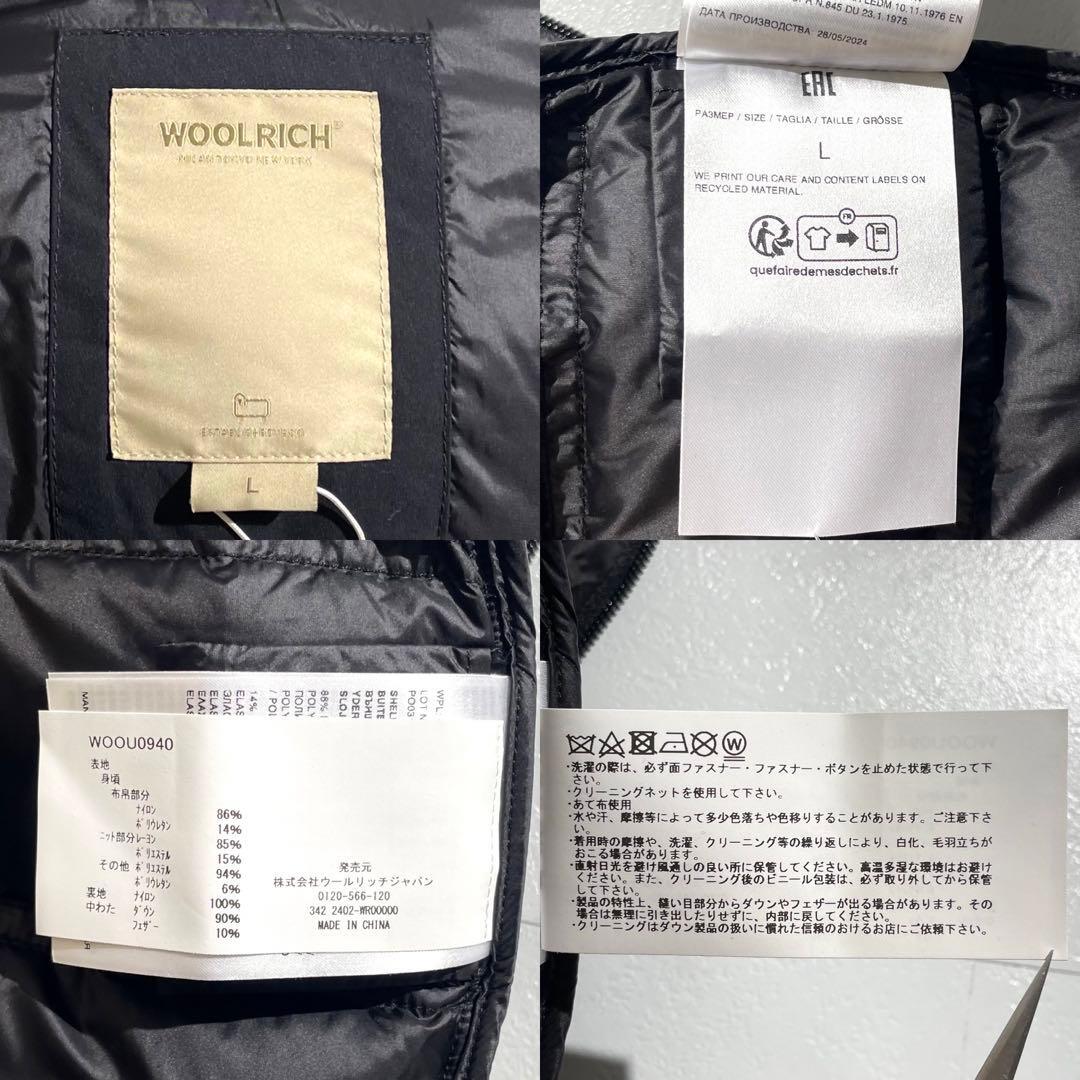 WOOLRICH
L
LEDM 10.11.1976 EN
N.845 DU 23.1.1975
ДАТА ПРОИЗВОДСТВА: 28/05/2024
EAC
РАЗМЕР / SIZE / TAGLIA / TAILLE / GRÖSSE
L
WE PRINT OUR CARE AND CONTENT LABELS ON
RECYCLED MATERIAL.
FR
quefairedemesdechets.fr
WOOU0940
表地
身頃
布帛部分
ナイロン 86%
ポリウレタン 14%
ニット部分レーヨン 85%
ポリエステル 15%
その他 ポリエステル 94%
ポリウレタン 6%
裏地 ナイロン 100%
中わた ダウン 90%
フェザー 10%
発売元
株式会社ウールリッチジャパン
0120-566-120
342 2402-WR00000
MADE IN CHINA
・洗濯の際は、必ず面ファスナー・ファスナー・ボタンを止めた状態で行って下
さい。
・クリーニングネットを使用して下さい。
・あて布使用
・水や汗、摩擦等によって多少色落ちや色移りすることがあります。ご注意下さ
い。
・着用時の摩擦や、洗濯、クリーニング等の繰り返しにより、白化、毛羽立ちが
おこる場合があります。
・直射日光を避け風通しの良い所に保管してください。高温多湿な環境はお避け
ください。また、クリーニング後のビニール包装は、必ず取り外してから保管
して下さい。
・製品の特性上、縫い目部分からダウンやフェザーが出る場合があります。その
場合は無理に引き出したりせずに、内部に戻してください。
・クリーニングはダウン製品の扱いに慣れた信頼のおけるお店にご依頼下さい。